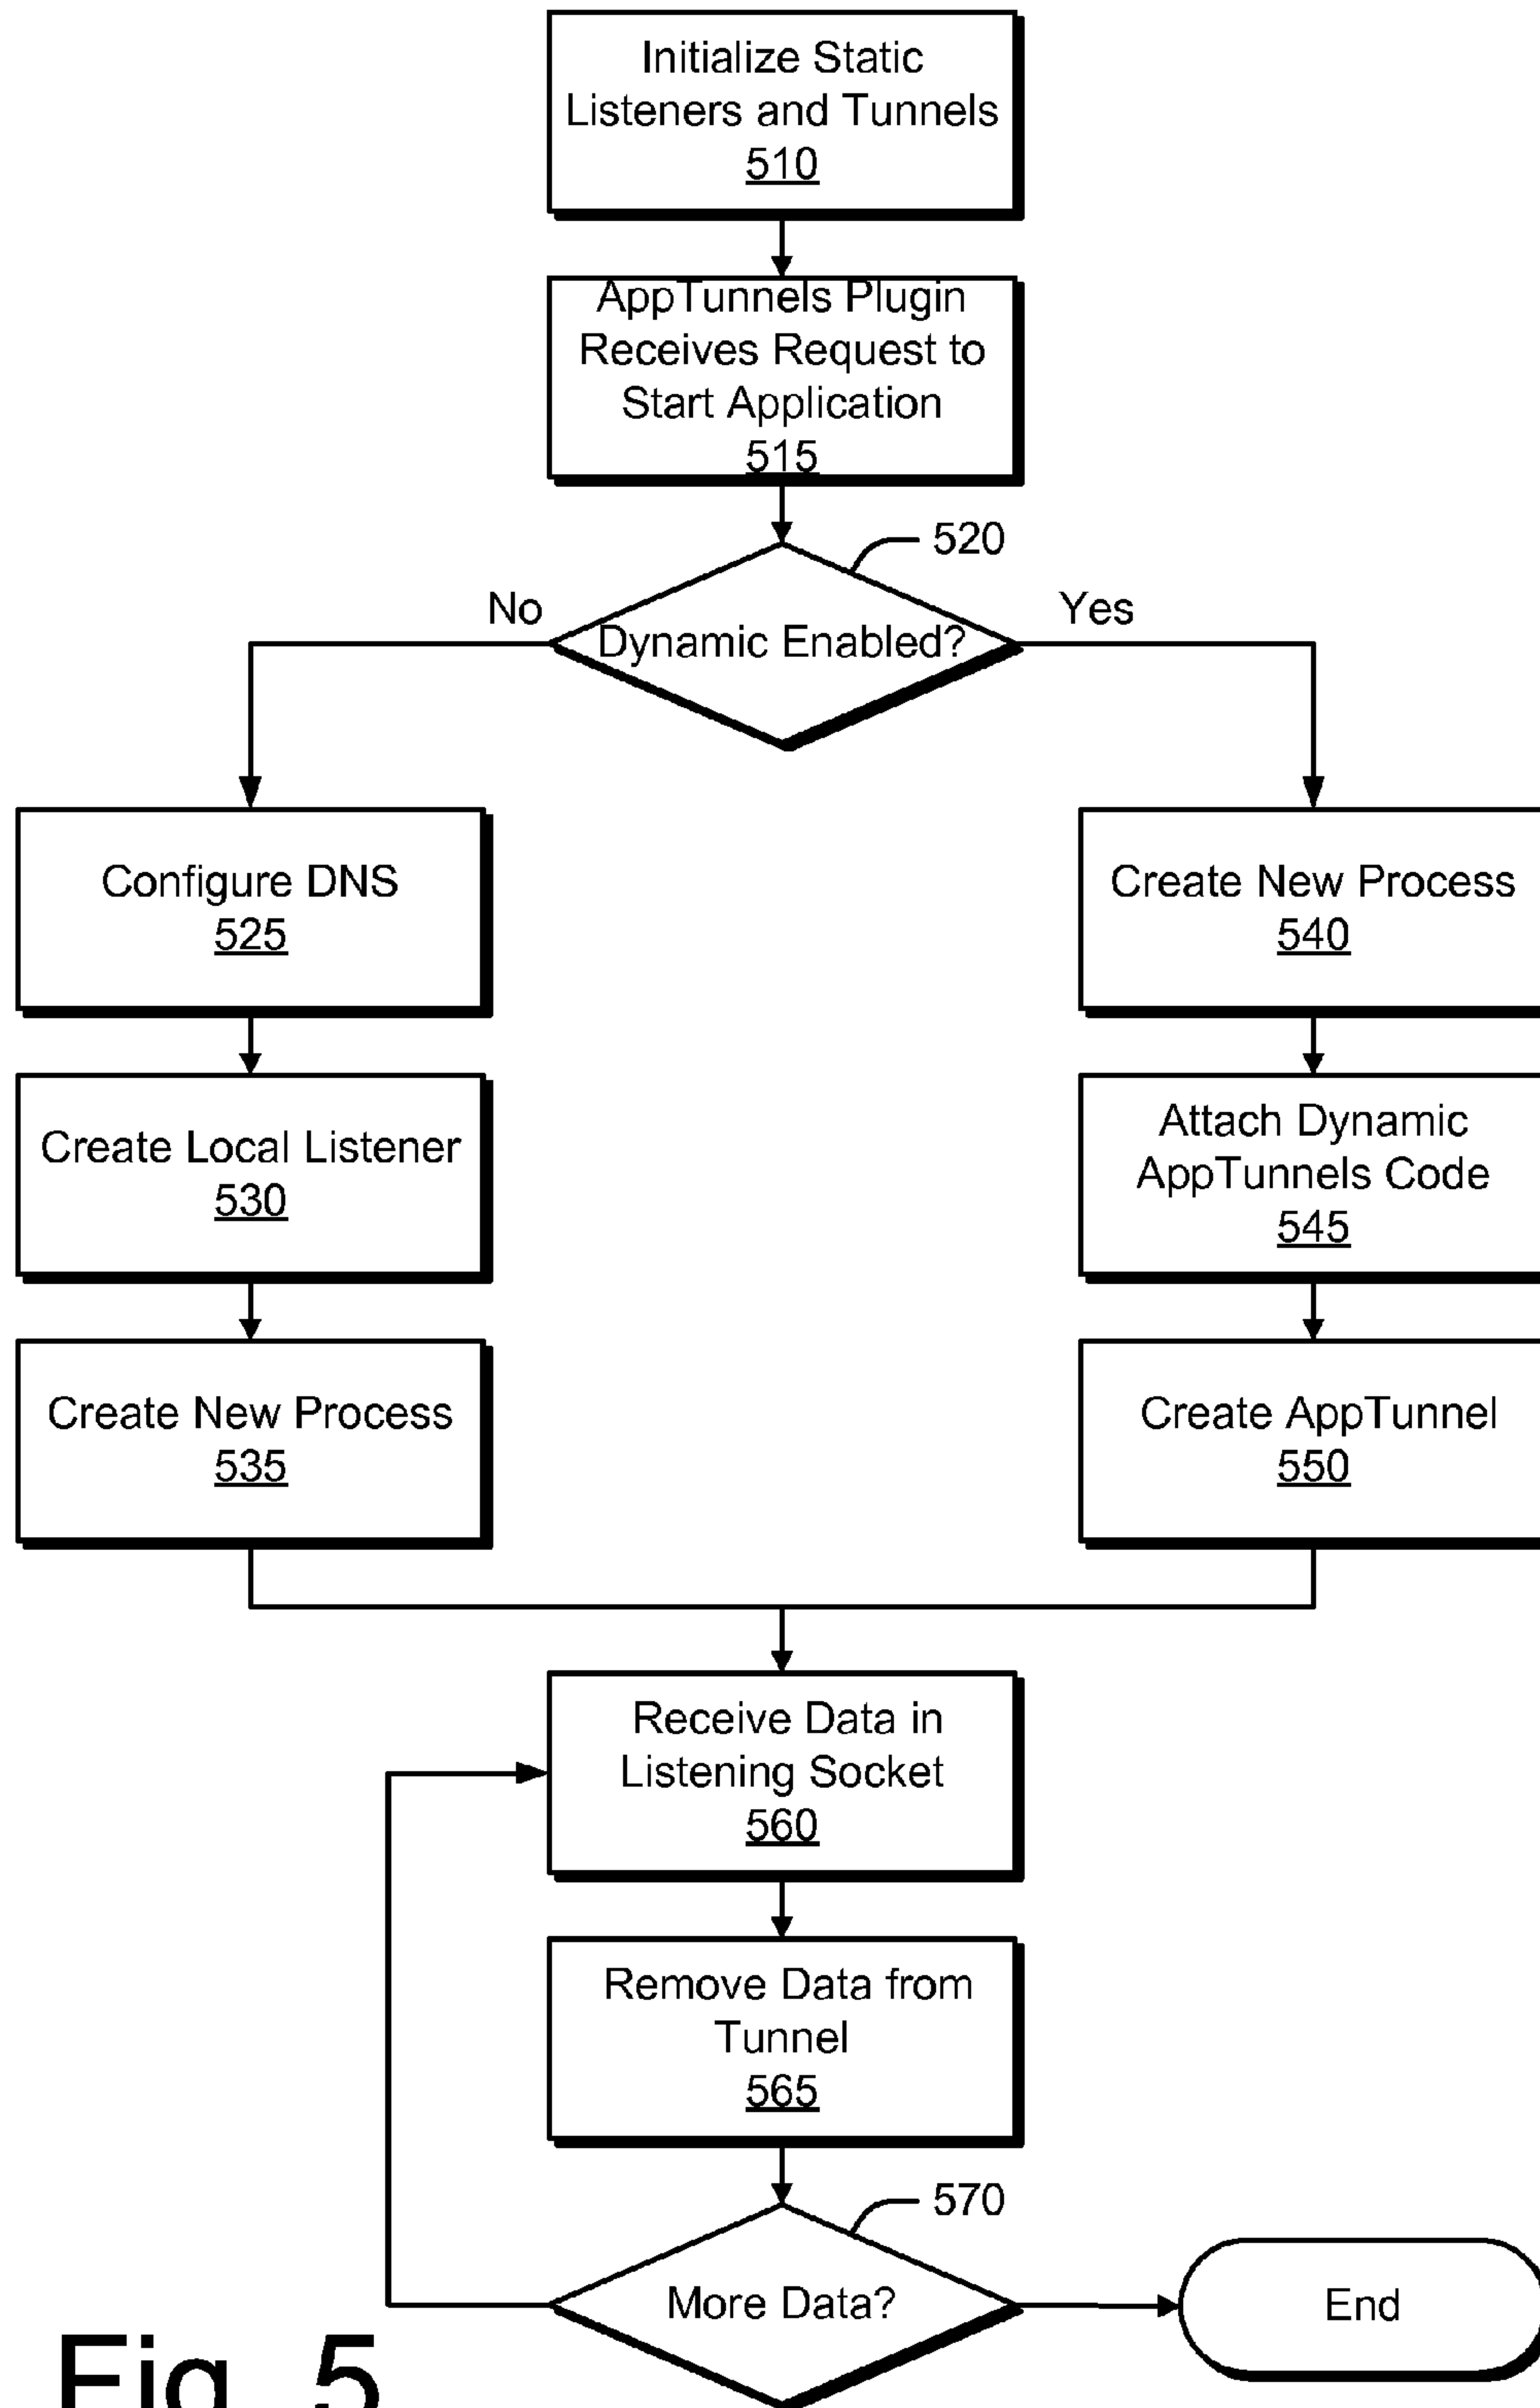 Initialize Static
Listeners and Tunnels
510
AppTunnels Plugin
Receives Request to
Start Application
515
520
No
Yes
Dynamic Enabled?
Configure DNS
525
Create New Process
540
Create Local Listener
530
Attach Dynamic
AppTunnels Code
545
Create New Process
535
Create AppTunnel
550
Receive Data in
Listening Socket
560
Remove Data from
Tunnel
565
570
More Data?
End
Fig. 5